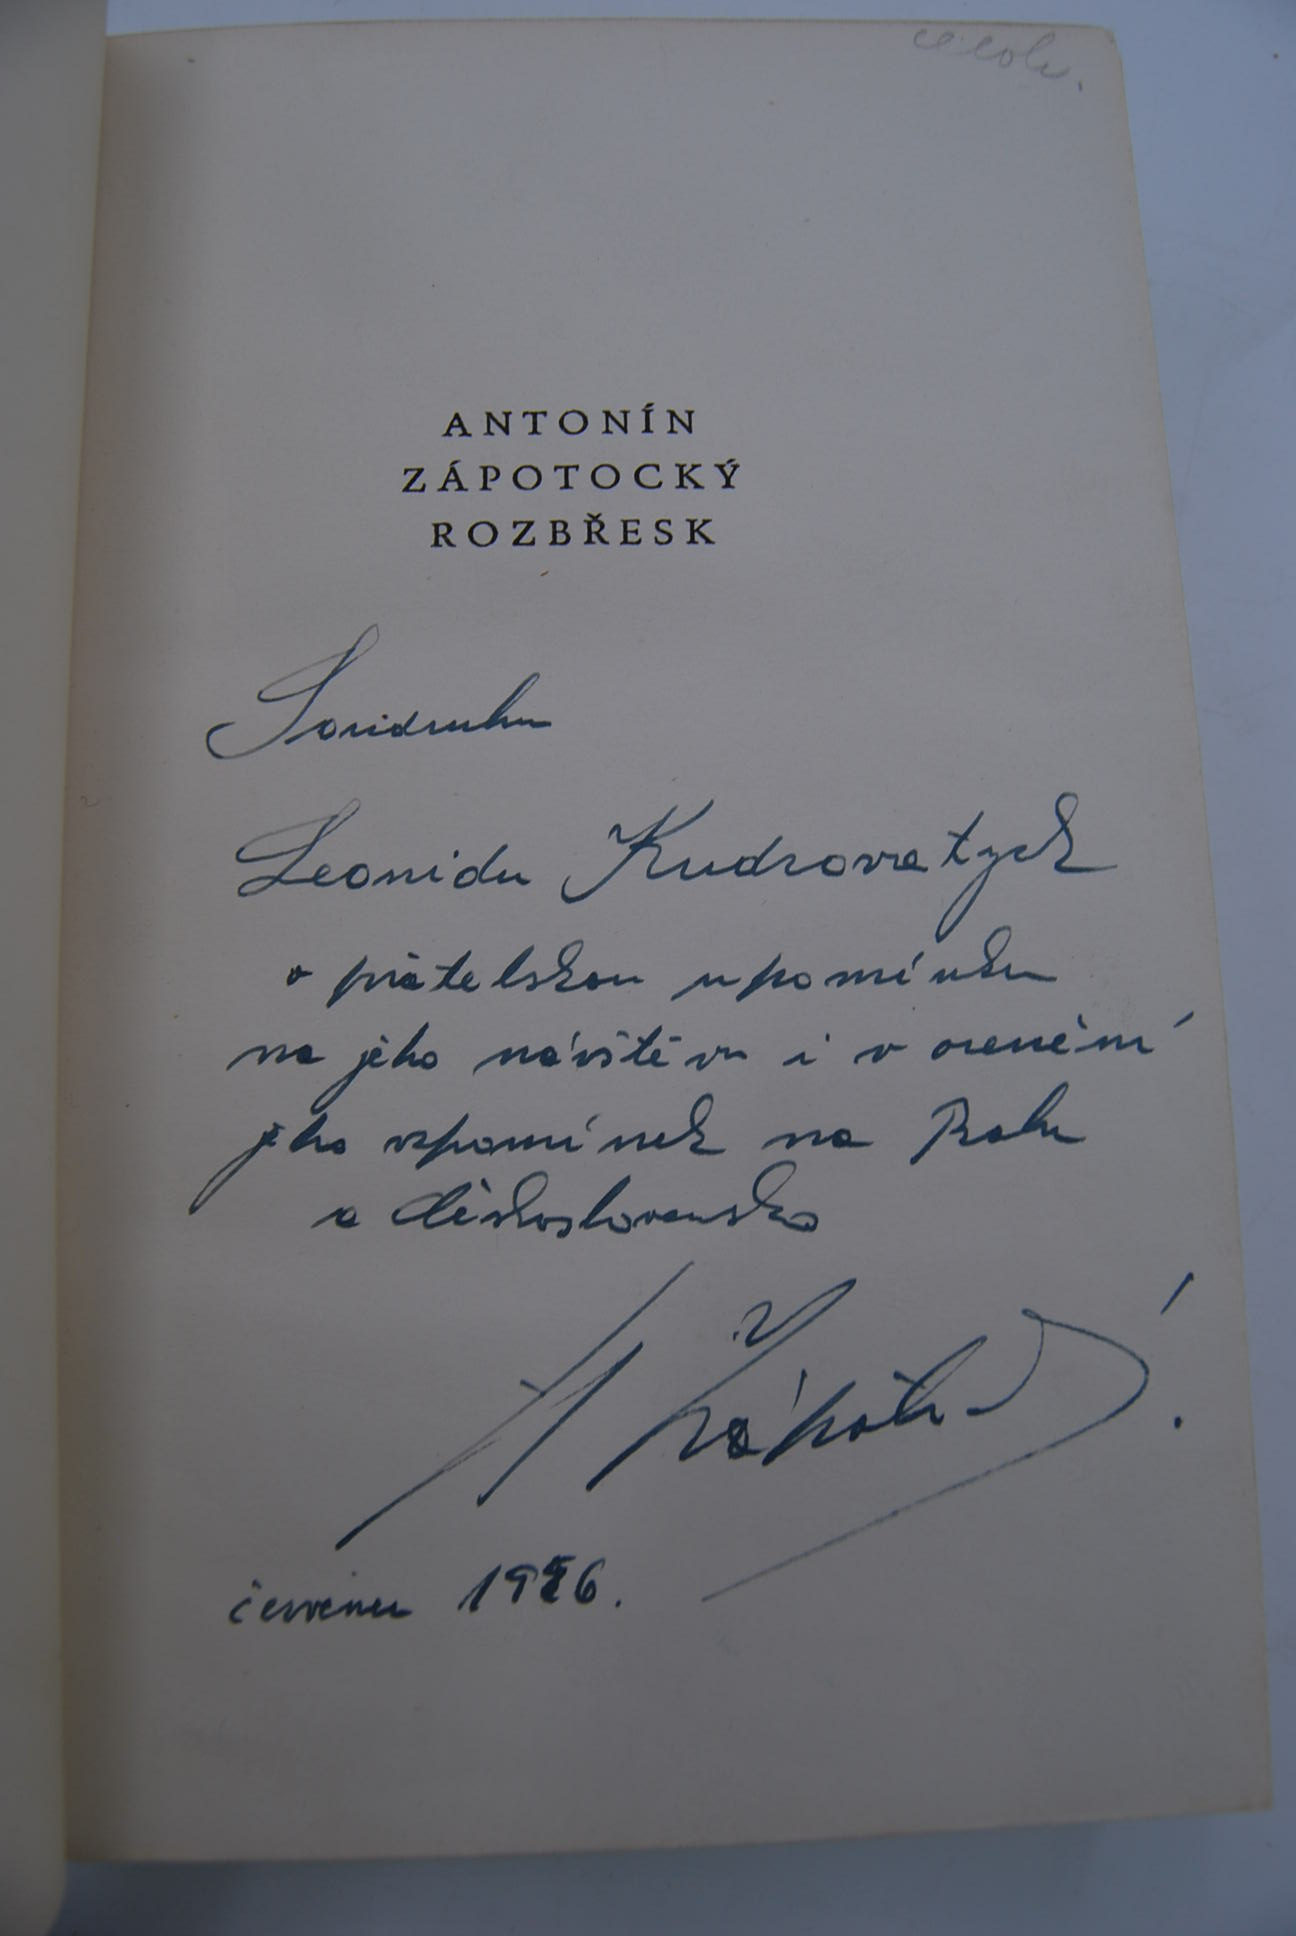 ANTONÍN
ZÁPOTOCKÝ
ROZBŘESK
Soudruhu
Leonidu Kudrovatych
v přátelskou upomínku
na jeho návštěvu i v ocenění
jeho vzpomínek na Prahu
a Československo
A Zápotocký
červenec 1956.